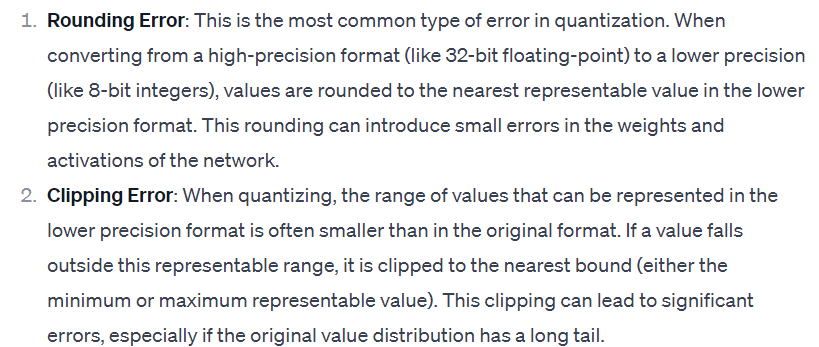 1. Rounding Error: This is the most common type of error in quantization. When
converting from a high-precision format (like 32-bit floating-point) to a lower precision
(like 8-bit integers), values are rounded to the nearest representable value in the lower
precision format. This rounding can introduce small errors in the weights and
activations of the network.
2. Clipping Error: When quantizing, the range of values that can be represented in the
lower precision format is often smaller than in the original format. If a value falls
outside this representable range, it is clipped to the nearest bound (either the
minimum or maximum representable value). This clipping can lead to significant
errors, especially if the original value distribution has a long tail.